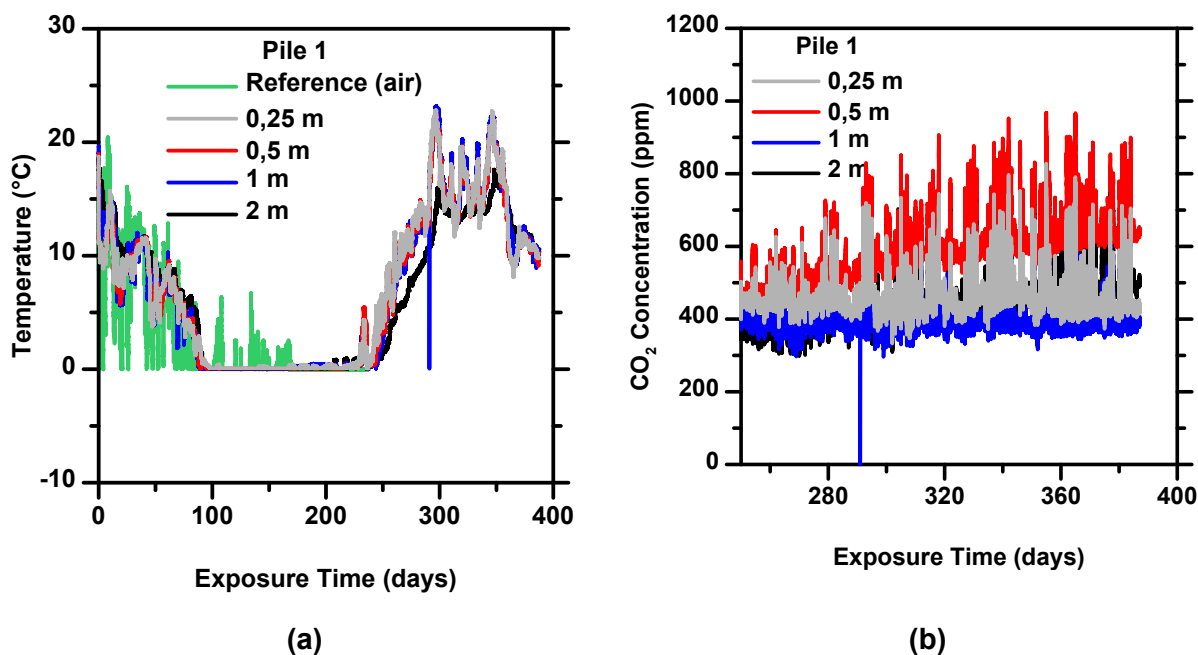 30
20
10
0
-10
Temperature (°C)
Pile 1
Reference (air)
0,25 m
0,5 m
1 m
2 m
0
100
200
300
400
Exposure Time (days)
(a)
1200
1000
800
600
400
200
0
CO₂ Concentration (ppm)
Pile 1
0,25 m
0,5 m
1 m
2 m
280
320
360
400
Exposure Time (days)
(b)